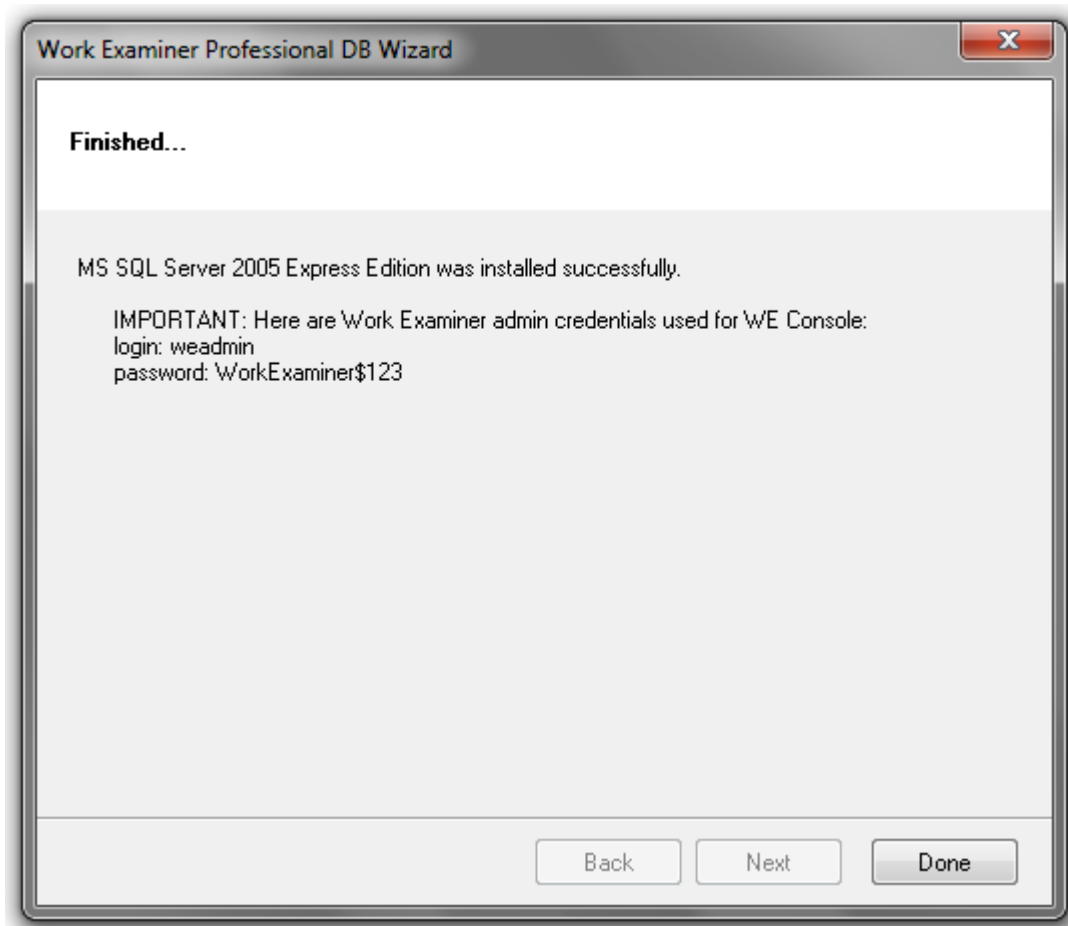 Work Examiner Professional DB Wizard
Finished...
MS SQL Server 2005 Express Edition was installed successfully.
IMPORTANT: Here are Work Examiner admin credentials used for WE Console:
login: weadmin
password: WorkExaminer$123
Back
Next
Done